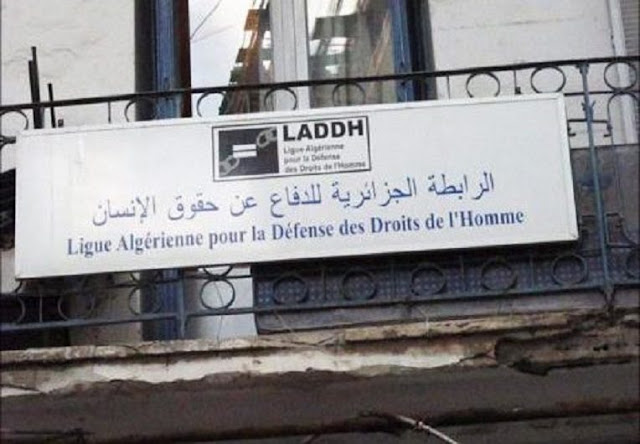 LADDH
Ligue Algérienne
pour la Défense
des Droits de l'Homme
الرابطة الجزائرية للدفاع عن حقوق الإنسان
Ligue Algérienne pour la Défense des Droits de l'Homme